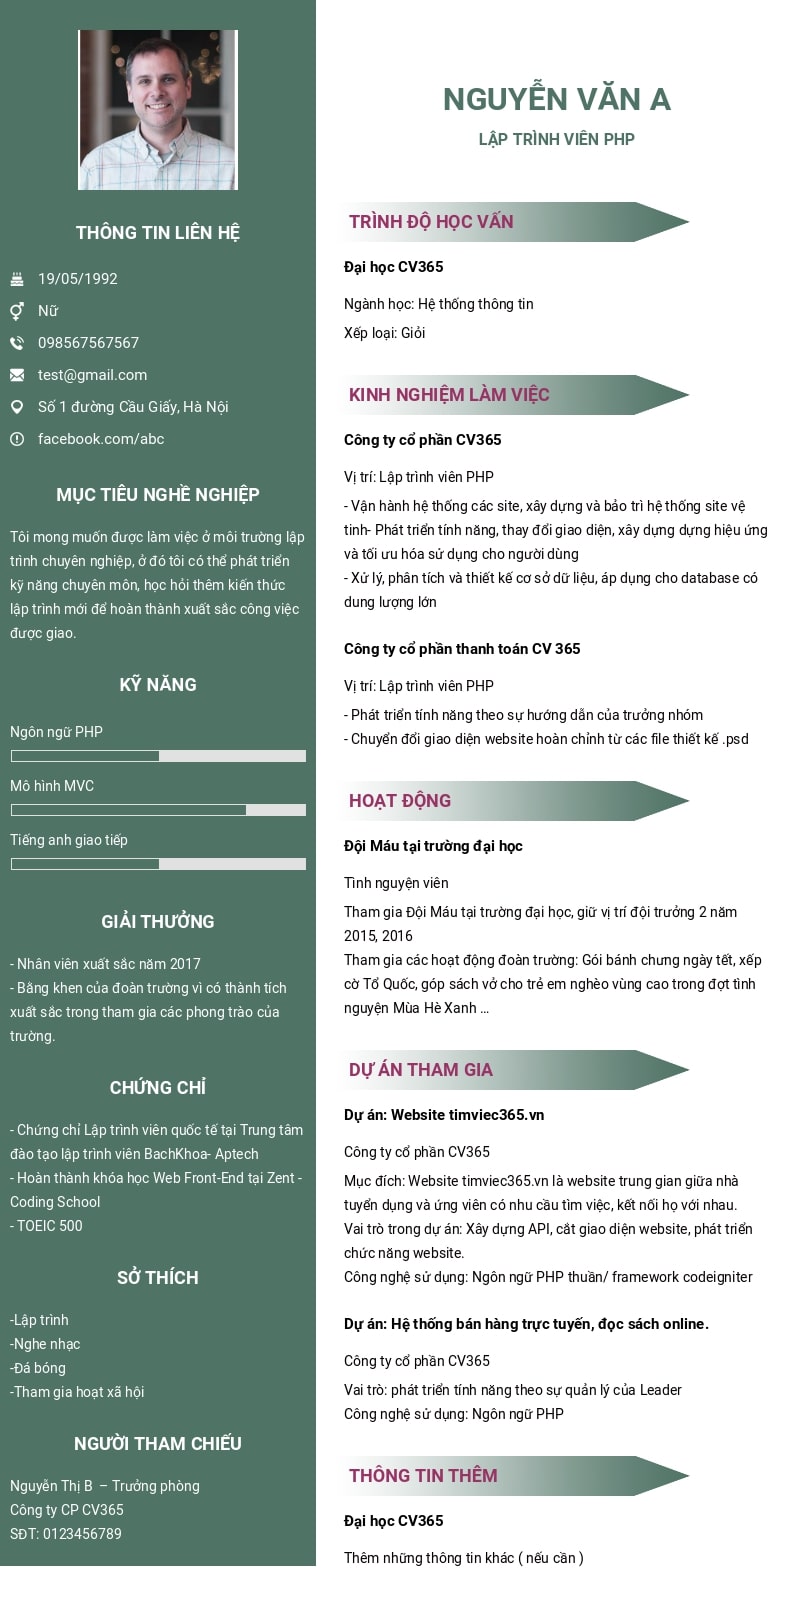 THÔNG TIN LIÊN HỆ
19/05/1992
Nữ
098567567567
test@gmail.com
Số 1 đường Cầu Giấy, Hà Nội
facebook.com/abc
MỤC TIÊU NGHỀ NGHIỆP
Tôi mong muốn được làm việc ở môi trường lập
trình chuyên nghiệp, ở đó tôi có thể phát triển
kỹ năng chuyên môn, học hỏi thêm kiến thức
lập trình mới để hoàn thành xuất sắc công việc
được giao.
KỸ NĂNG
Ngôn ngữ PHP
Mô hình MVC
Tiếng anh giao tiếp
GIẢI THƯỞNG
- Nhân viên xuất sắc năm 2017
- Bằng khen của đoàn trường vì có thành tích
xuất sắc trong tham gia các phong trào của
trường.
CHỨNG CHỈ
- Chứng chỉ Lập trình viên quốc tế tại Trung tâm
đào tạo lập trình viên BachKhoa- Aptech
- Hoàn thành khóa học Web Front-End tại Zent -
Coding School
- TOEIC 500
SỞ THÍCH
-Lập trình
-Nghe nhạc
-Đá bóng
-Tham gia hoạt xã hội
NGƯỜI THAM CHIẾU
Nguyễn Thị B – Trưởng phòng
Công ty CP CV365
SĐT: 0123456789
NGUYỄN VĂN A
LẬP TRÌNH VIÊN PHP
TRÌNH ĐỘ HỌC VẤN
Đại học CV365
Ngành học: Hệ thống thông tin
Xếp loại: Giỏi
KINH NGHIỆM LÀM VIỆC
Công ty cổ phần CV365
Vị trí: Lập trình viên PHP
- Vận hành hệ thống các site, xây dựng và bảo trì hệ thống site vệ
tinh- Phát triển tính năng, thay đổi giao diện, xây dựng dựng hiệu ứng
và tối ưu hóa sử dụng cho người dùng
- Xử lý, phân tích và thiết kế cơ sở dữ liệu, áp dụng cho database có
dung lượng lớn
Công ty cổ phần thanh toán CV 365
Vị trí: Lập trình viên PHP
- Phát triển tính năng theo sự hướng dẫn của trưởng nhóm
- Chuyển đổi giao diện website hoàn chỉnh từ các file thiết kế .psd
HOẠT ĐỘNG
Đội Máu tại trường đại học
Tình nguyện viên
Tham gia Đội Máu tại trường đại học, giữ vị trí đội trưởng 2 năm
2015, 2016
Tham gia các hoạt động đoàn trường: Gói bánh chưng ngày tết, xếp
cờ Tổ Quốc, góp sách vở cho trẻ em nghèo vùng cao trong đợt tình
nguyện Mùa Hè Xanh ...
DỰ ÁN THAM GIA
Dự án: Website timviec365.vn
Công ty cổ phần CV365
Mục đích: Website timviec365.vn là website trung gian giữa nhà
tuyển dụng và ứng viên có nhu cầu tìm việc, kết nối họ với nhau.
Vai trò trong dự án: Xây dựng API, cắt giao diện website, phát triển
chức năng website.
Công nghệ sử dụng: Ngôn ngữ PHP thuần/ framework codeigniter
Dự án: Hệ thống bán hàng trực tuyến, đọc sách online.
Công ty cổ phần CV365
Vai trò: phát triển tính năng theo sự quản lý của Leader
Công nghệ sử dụng: Ngôn ngữ PHP
THÔNG TIN THÊM
Đại học CV365
Thêm những thông tin khác ( nếu cần )